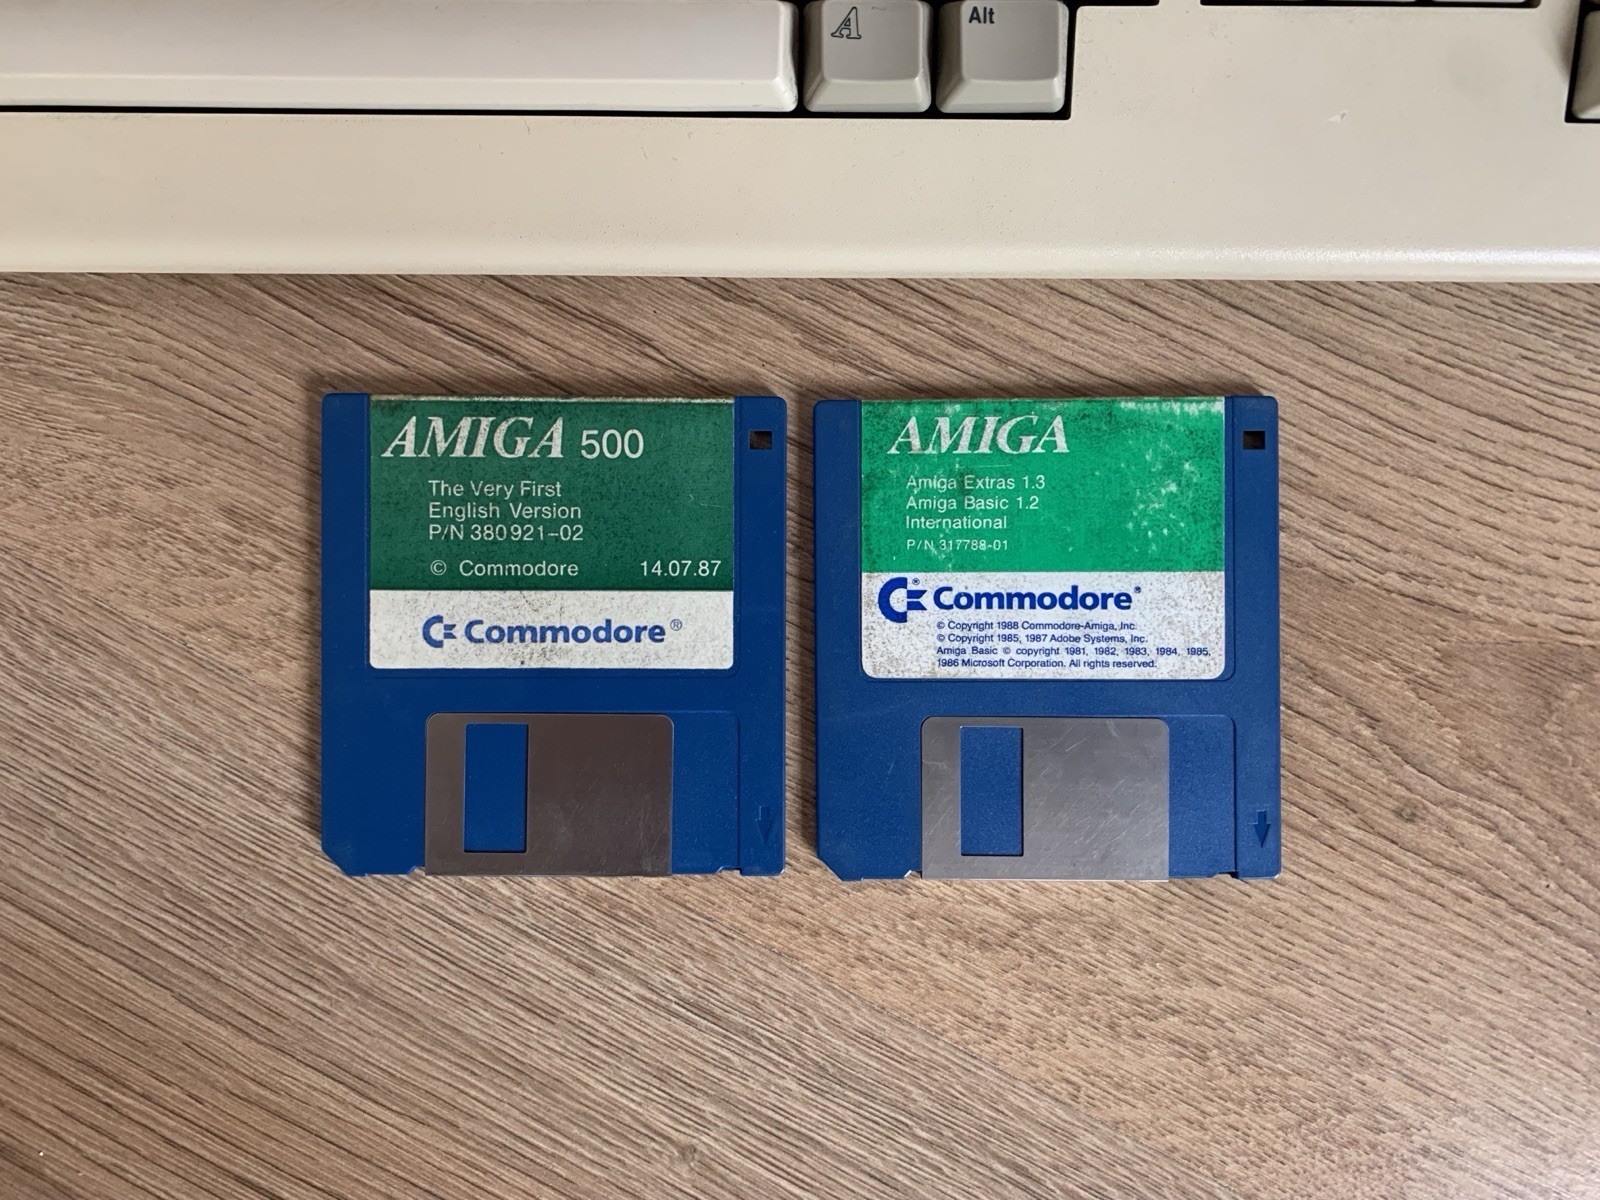 A
Alt
AMIGA 500
The Very First
English Version
P/N 380921-02
© Commodore 14.07.87
Commodore®
AMIGA
Amiga Extras 1.3
Amiga Basic 1.2
International
P/N 317788-01
Commodore®
© Copyright 1988 Commodore-Amiga, Inc.
© Copyright 1985, 1987 Adobe Systems, Inc.
Amiga Basic © copyright 1981, 1982, 1983, 1984, 1985,
1986 Microsoft Corporation. All rights reserved.